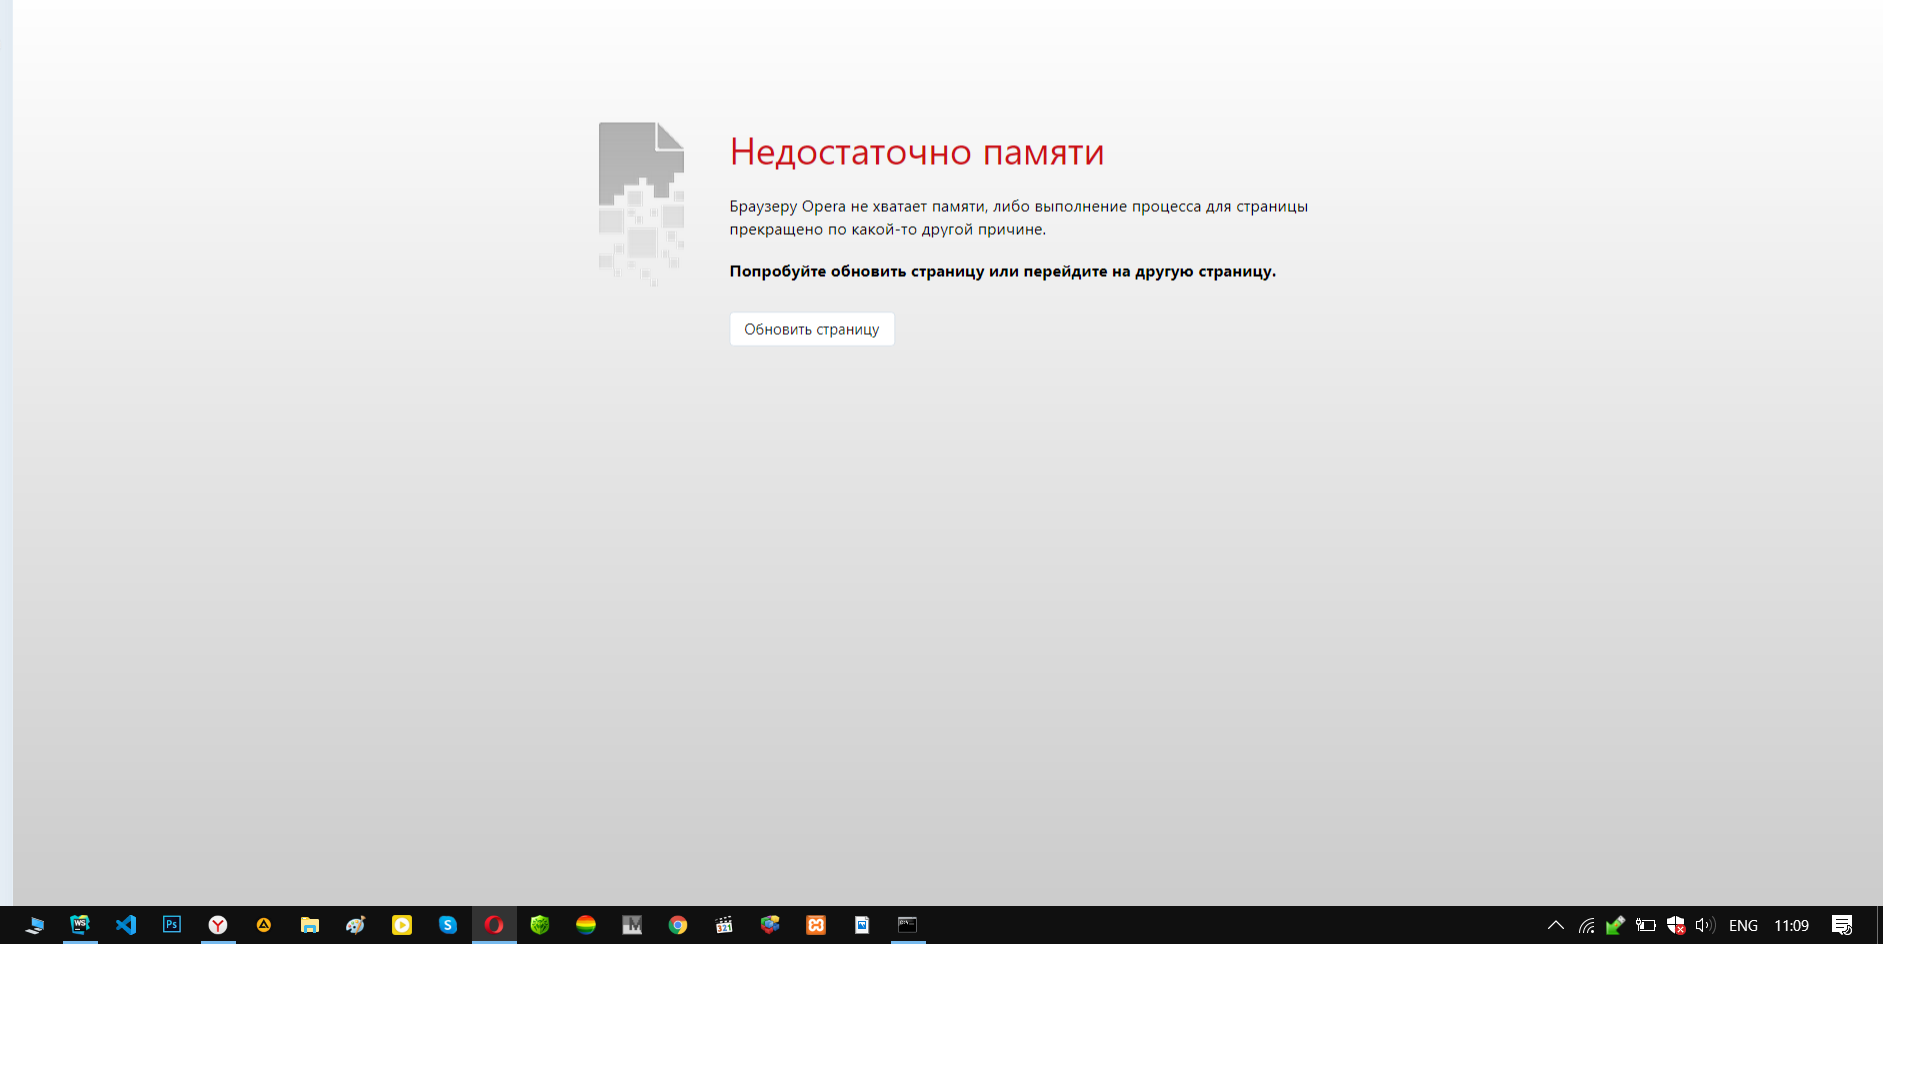 Недостаточно памяти
Браузеру Opera не хватает памяти, либо выполнение процесса для страницы
прекращено по какой-то другой причине.
Попробуйте обновить страницу или перейдите на другую страницу.
Обновить страницу
WS
Ps
Y
S
M
321
ENG
11:09